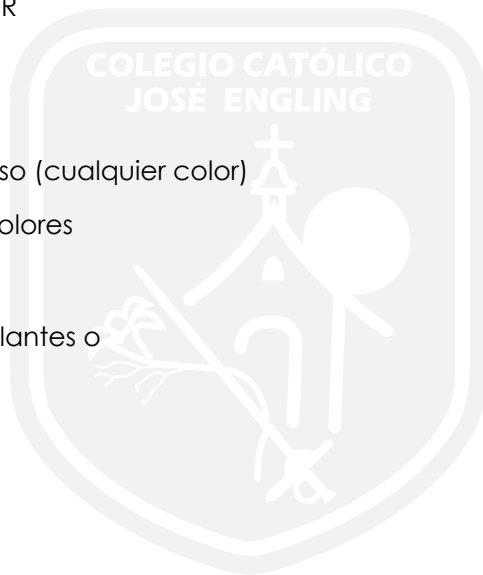 R
COLEGIO CATÓLICO
JOSÉ ENGLING
so (cualquier color)
olores
lantes o